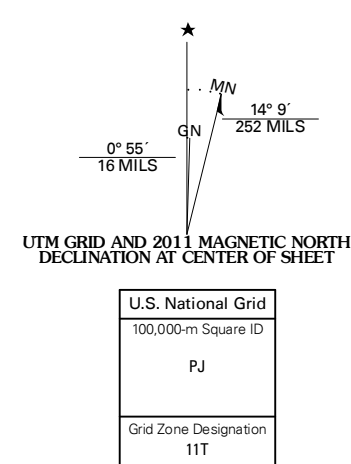 ★
MN
GN
14° 9´
252 MILS
0° 55´
16 MILS
UTM GRID AND 2011 MAGNETIC NORTH
DECLINATION AT CENTER OF SHEET
U.S. National Grid
100,000-m Square ID
PJ
Grid Zone Designation
11T